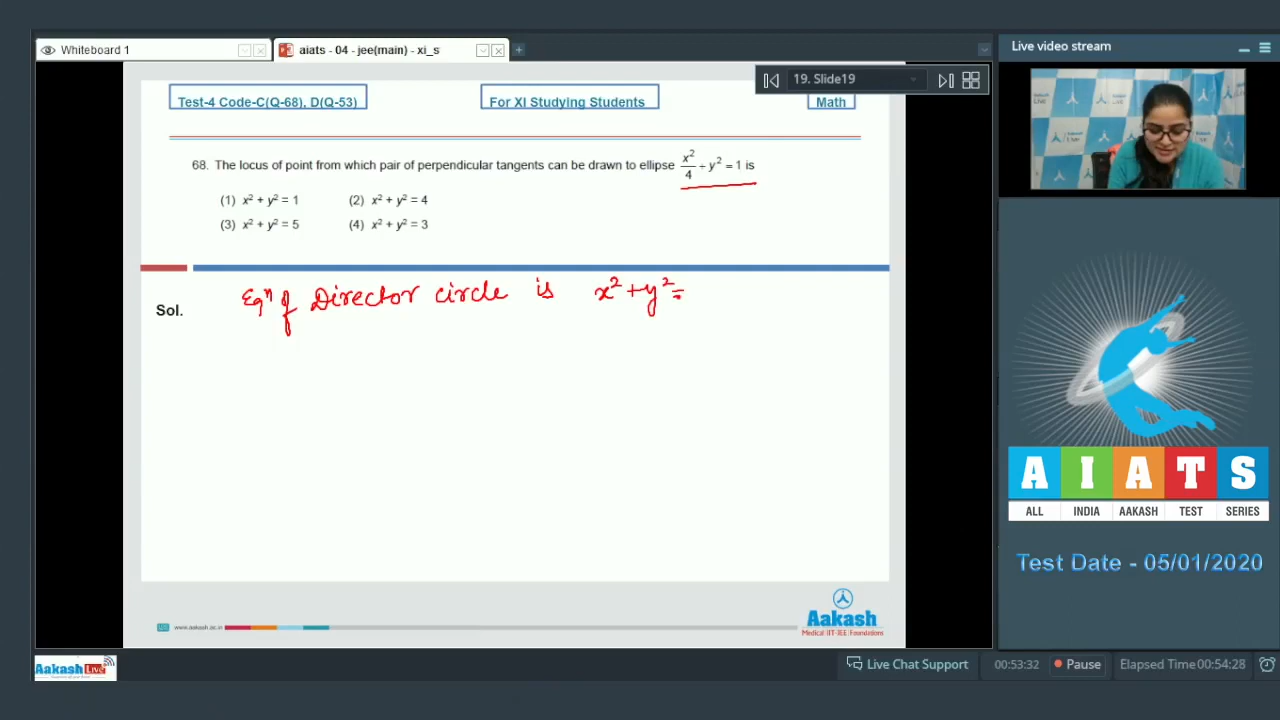 Whiteboard 1
aiats - 04 - jee(main) - xi_s
Live video stream
19. Slide19
Test-4 Code-C(Q-68), D(Q-53)
For XI Studying Students
Math
68. The locus of point from which pair of perpendicular tangents can be drawn to ellipse x²/4 + y² = 1 is
(1) x² + y² = 1 (2) x² + y² = 4
(3) x² + y² = 5 (4) x² + y² = 3
Sol. Eqⁿ of Director circle is x² + y² =
www.aakash.ac.in
Aakash
Medical|IIT-JEE|Foundations
A I A T S
ALL INDIA AAKASH TEST SERIES
Test Date - 05/01/2020
Aakash Live
Live Chat Support
00:53:32
Pause
Elapsed Time 00:54:28